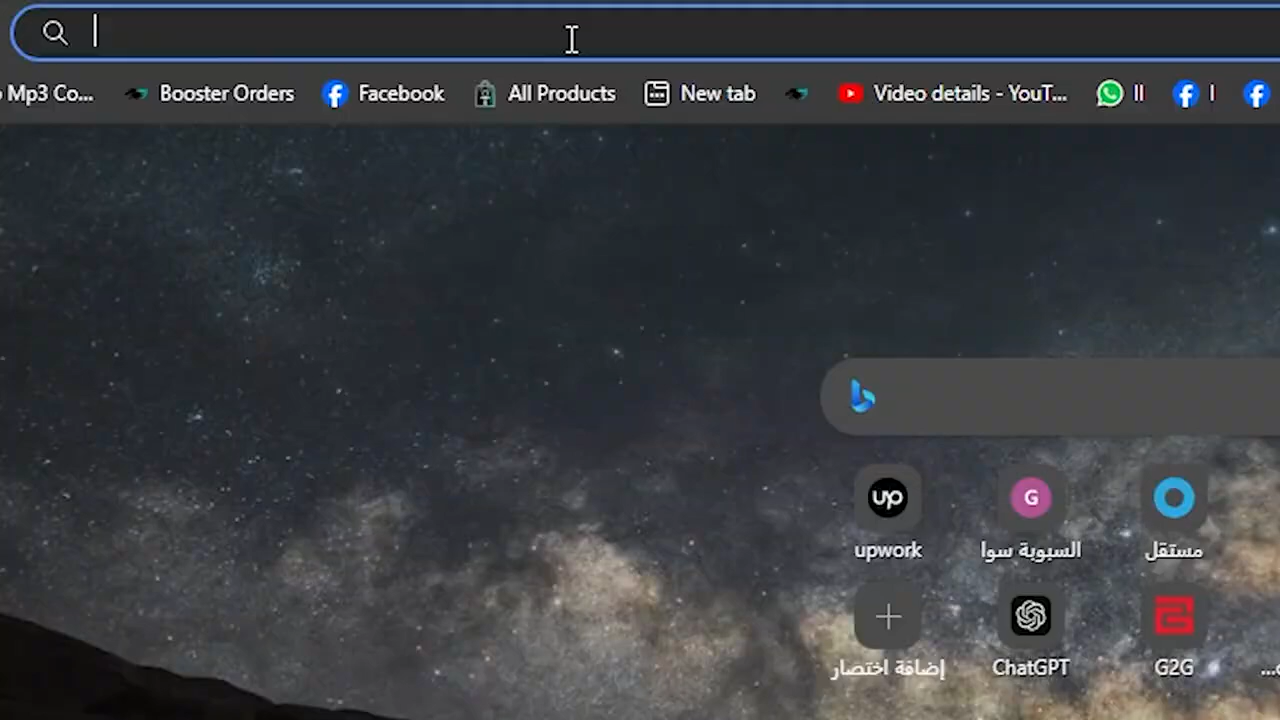 Mp3 Co... Booster Orders Facebook All Products New tab Video details - YouT... II I
upwork السبوبة سوا مستقل
إضافة اختصار ChatGPT G2G